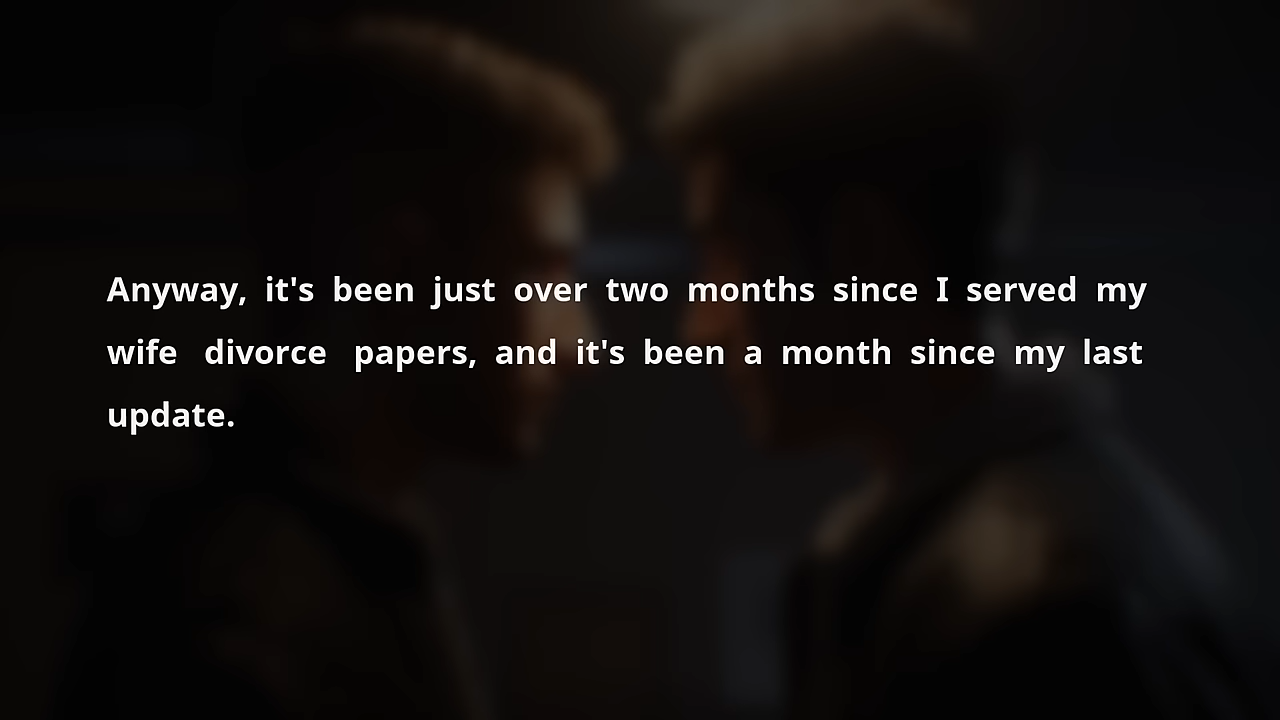 Anyway, it's been just over two months since I served my
wife divorce papers, and it's been a month since my last
update.